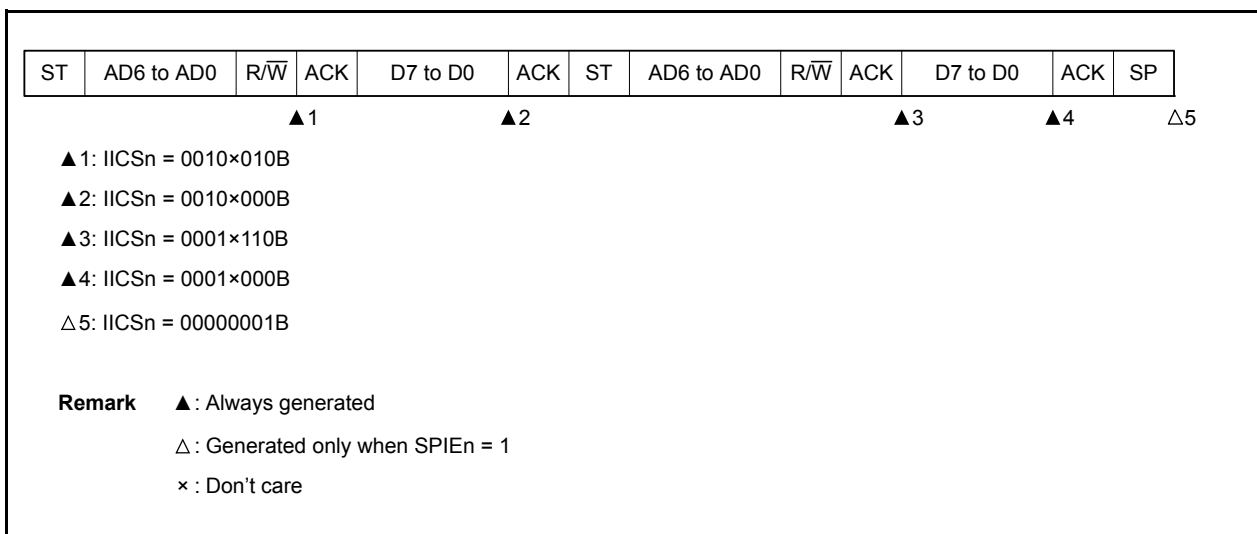 ST AD6 to AD0 R/W̅ ACK D7 to D0 ACK ST AD6 to AD0 R/W̅ ACK D7 to D0 ACK SP
▲1 ▲2 ▲3 ▲4 △5
▲1: IICSn = 0010×010B
▲2: IICSn = 0010×000B
▲3: IICSn = 0001×110B
▲4: IICSn = 0001×000B
△5: IICSn = 00000001B
Remark ▲: Always generated
△: Generated only when SPIEn = 1
×: Don't care